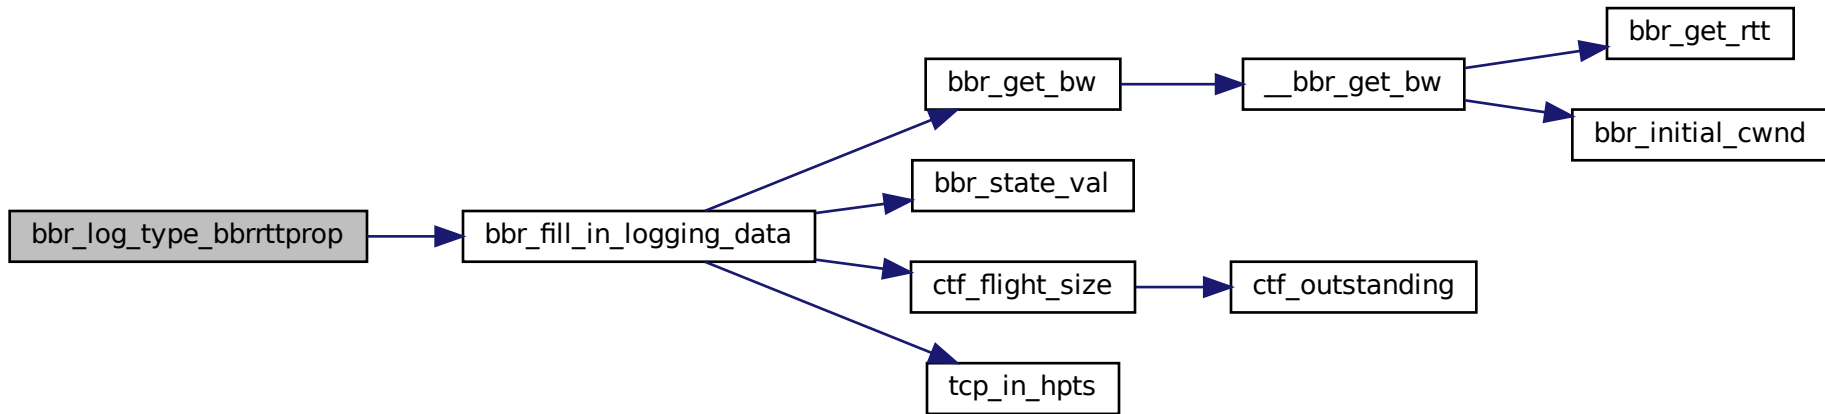 bbr_log_type_bbrrttprop
bbr_fill_in_logging_data
bbr_get_bw
__bbr_get_bw
bbr_get_rtt
bbr_initial_cwnd
bbr_state_val
ctf_flight_size
ctf_outstanding
tcp_in_hpts